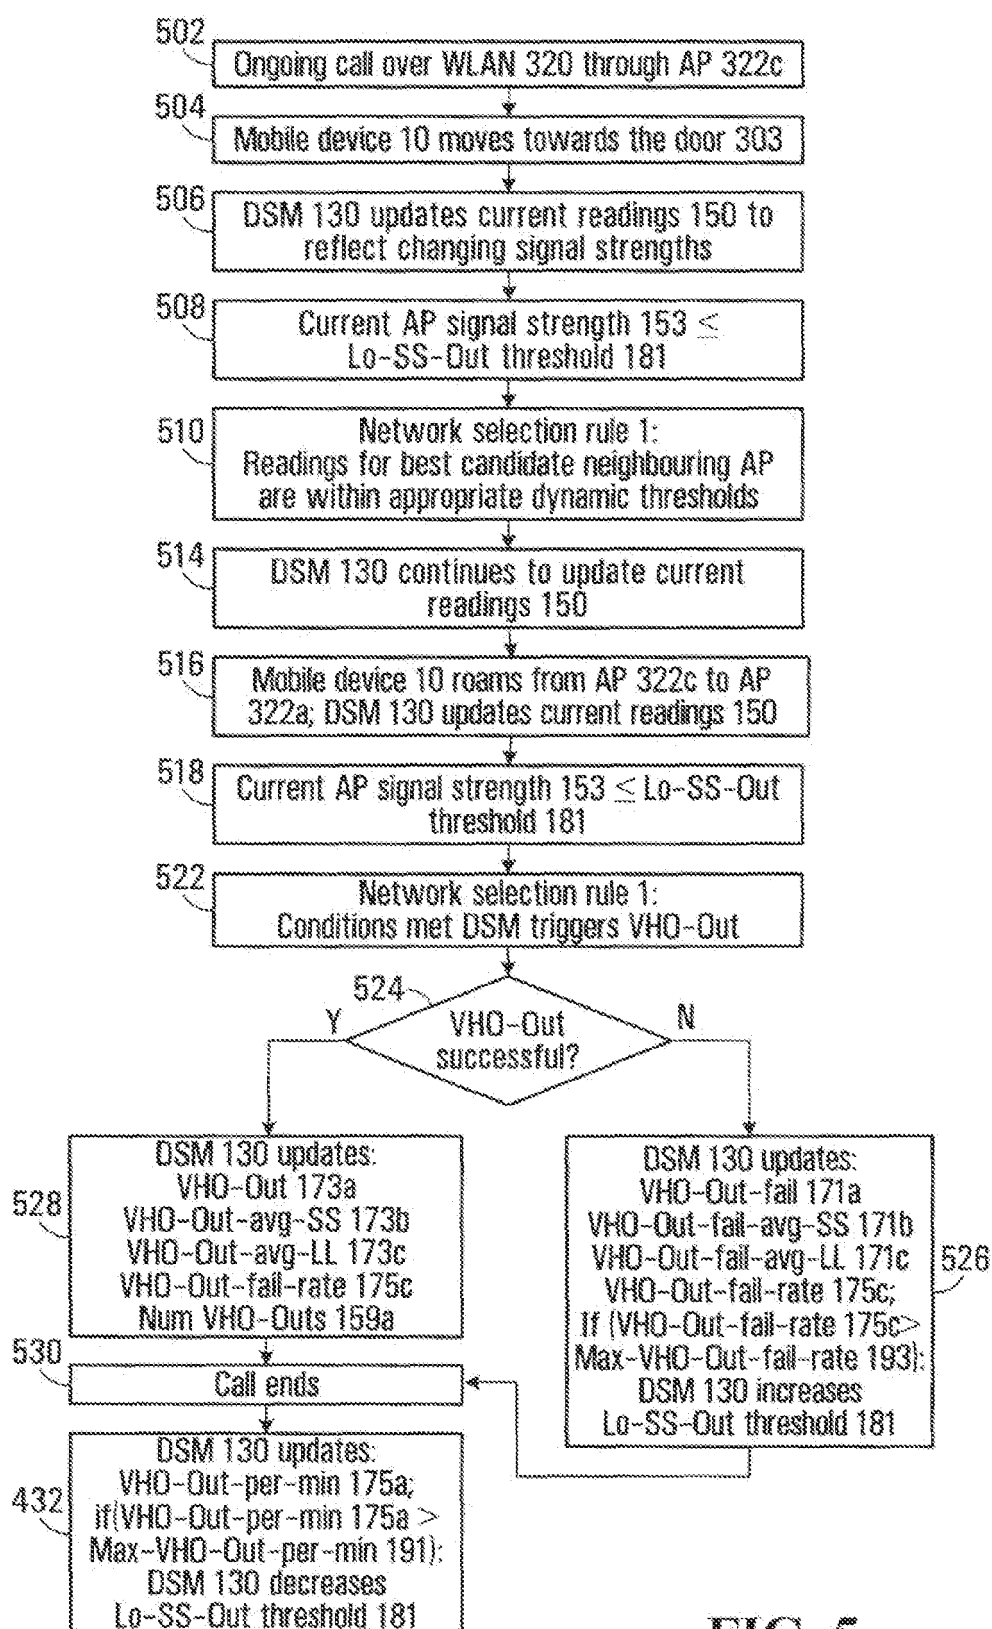 502
Ongoing call over WLAN 320 through AP 322c
504
Mobile device 10 moves towards the door 303
506
DSM 130 updates current readings 150 to
reflect changing signal strengths
508
Current AP signal strength 153 ≤
Lo-SS-Out threshold 181
510
Network selection rule 1:
Readings for best candidate neighbouring AP
are within appropriate dynamic thresholds
514
DSM 130 continues to update current
readings 150
516
Mobile device 10 roams from AP 322c to AP
322a; DSM 130 updates current readings 150
518
Current AP signal strength 153 ≤ Lo-SS-Out
threshold 181
522
Network selection rule 1:
Conditions met DSM triggers VHO-Out
524
VHO-Out
successful?
Y
N
528
DSM 130 updates:
VHO-Out 173a
VHO-Out-avg-SS 173b
VHO-Out-avg-LL 173c
VHO-Out-fail-rate 175c
Num VHO-Outs 159a
526
DSM 130 updates:
VHO-Out-fail 171a
VHO-Out-fail-avg-SS 171b
VHO-Out-fail-avg-LL 171c
VHO-Out-fail-rate 175c;
If (VHO-Out-fail-rate 175c>
Max-VHO-Out-fail-rate 193):
DSM 130 increases
Lo-SS-Out threshold 181
530
Call ends
432
DSM 130 updates:
VHO-Out-per-min 175a;
if(VHO-Out-per-min 175a >
Max-VHO-Out-per-min 191):
DSM 130 decreases
Lo-SS-Out threshold 181
FIG. 5